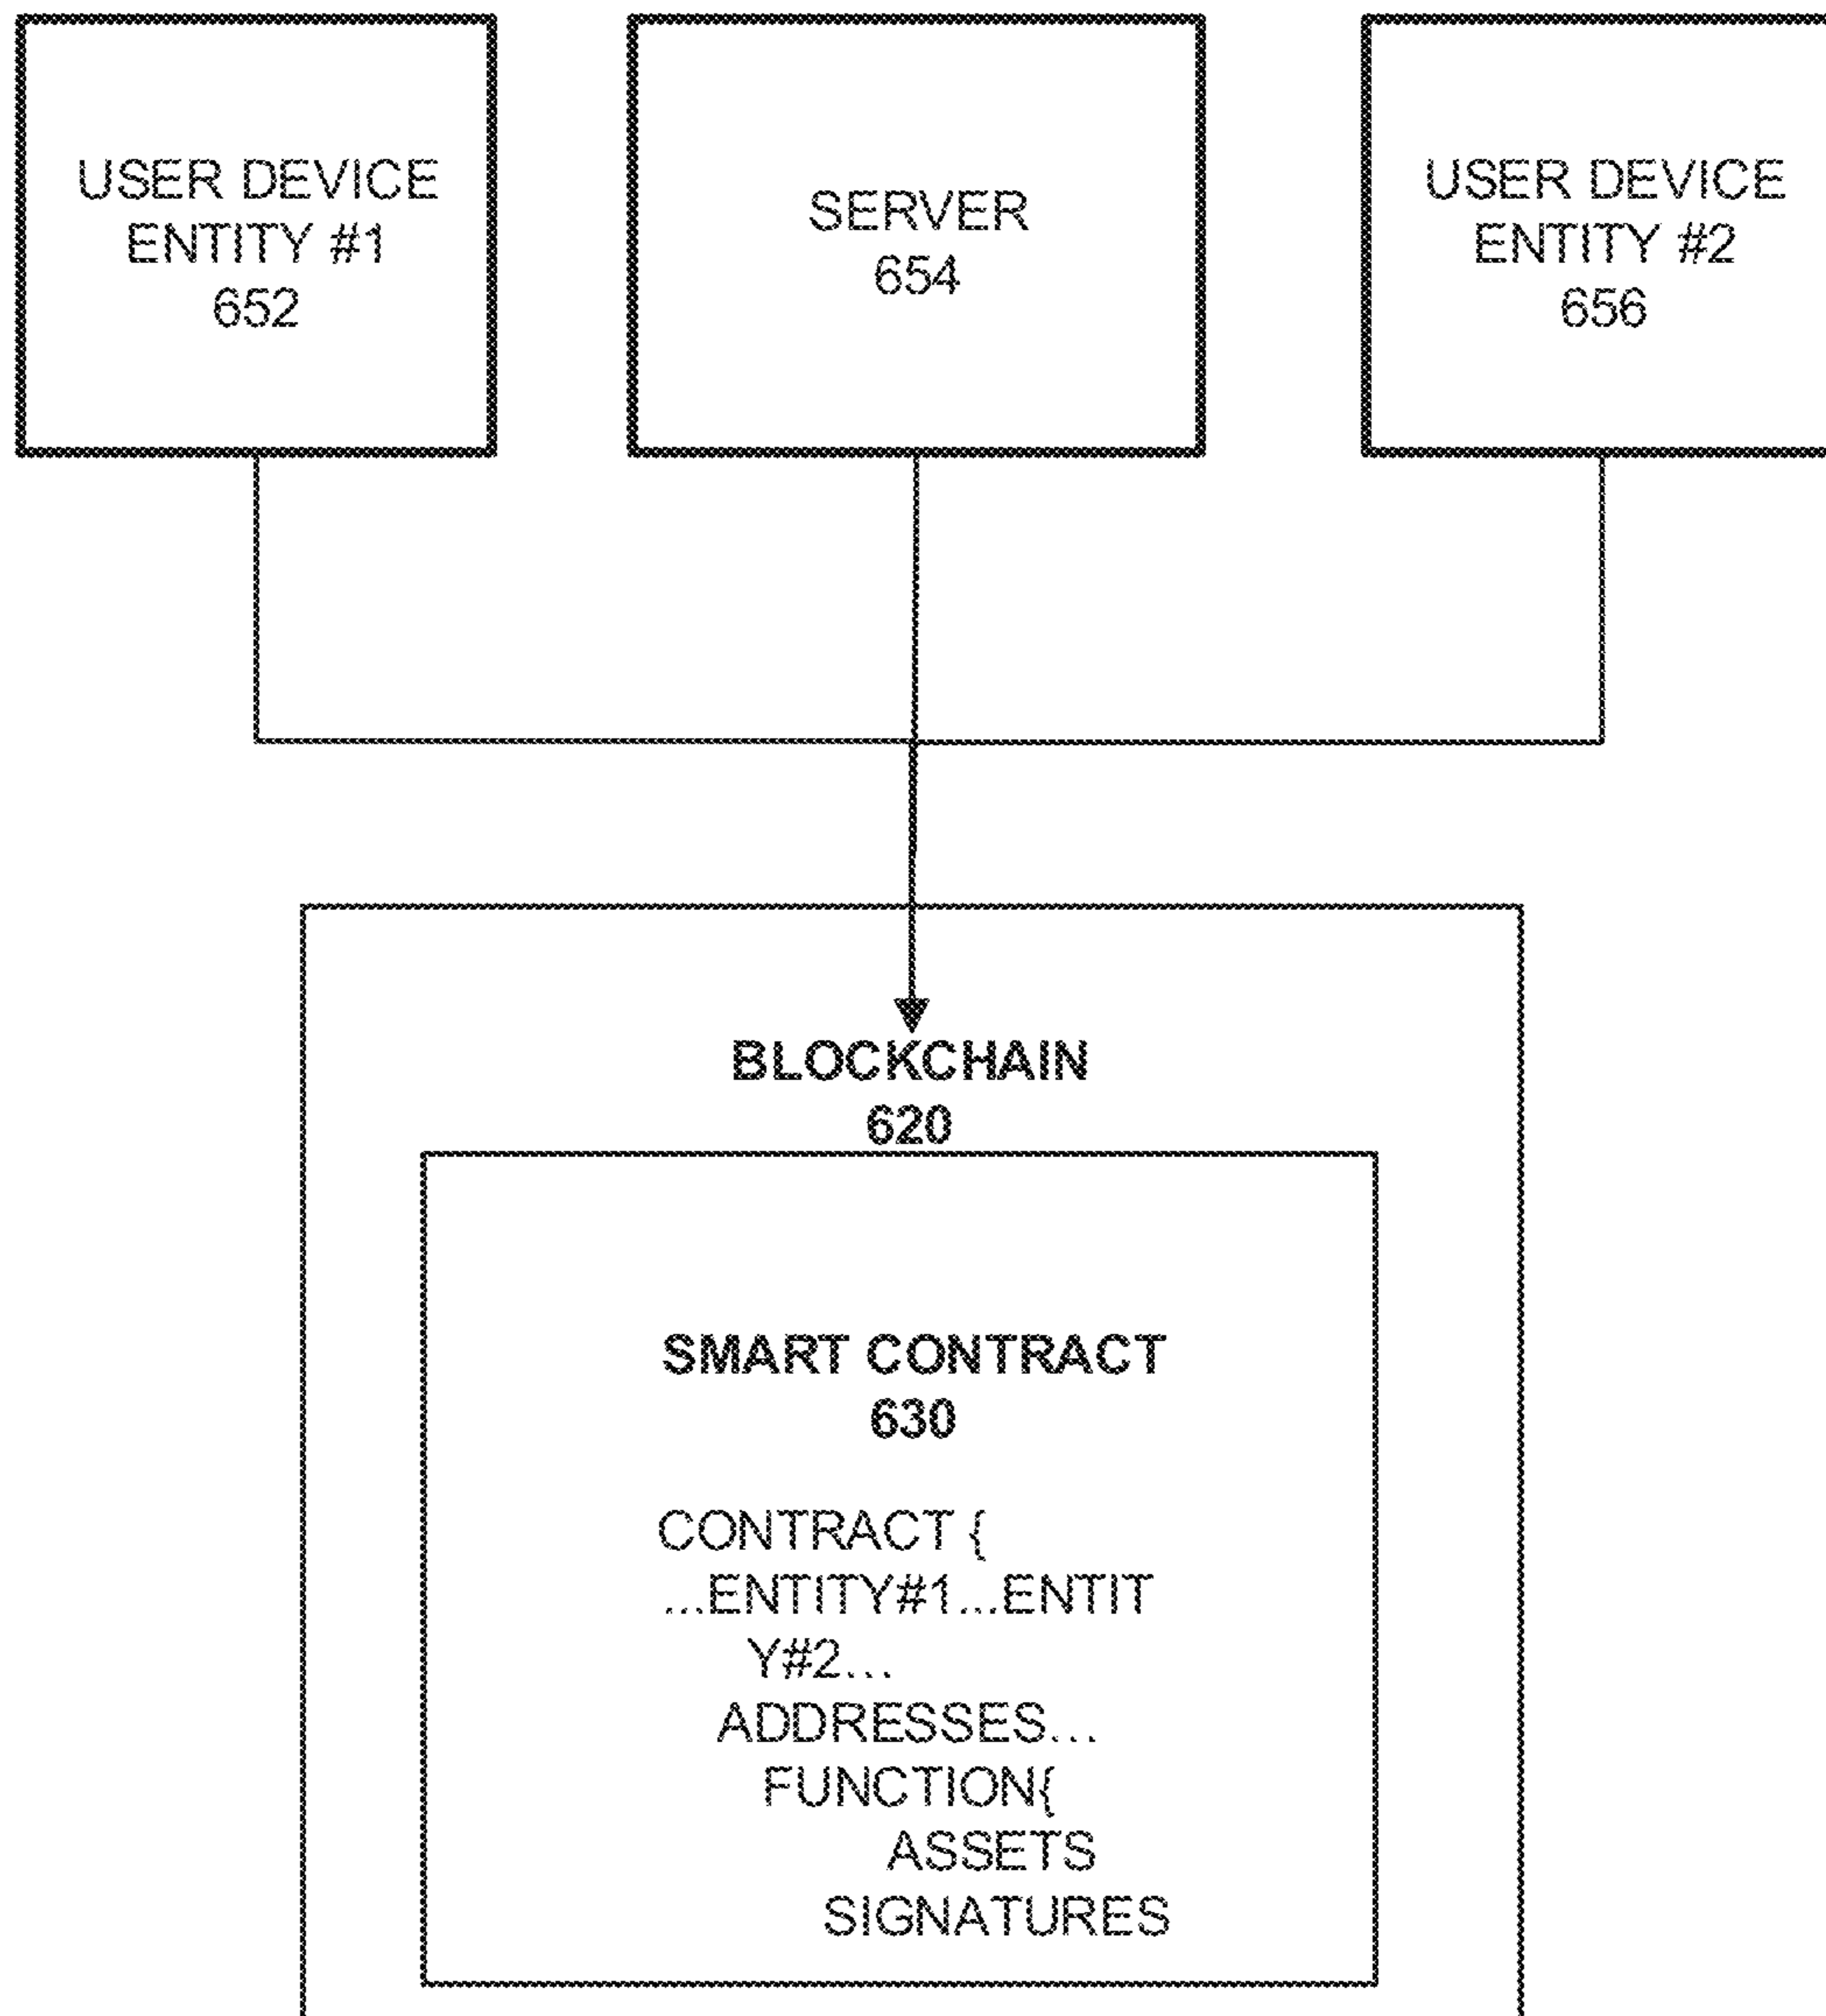 USER DEVICE
ENTITY #1
652
SERVER
654
USER DEVICE
ENTITY #2
656
BLOCKCHAIN
620
SMART CONTRACT
630
CONTRACT {
...ENTITY#1...ENTIT
Y#2...
ADDRESSES...
FUNCTION{
ASSETS
SIGNATURES